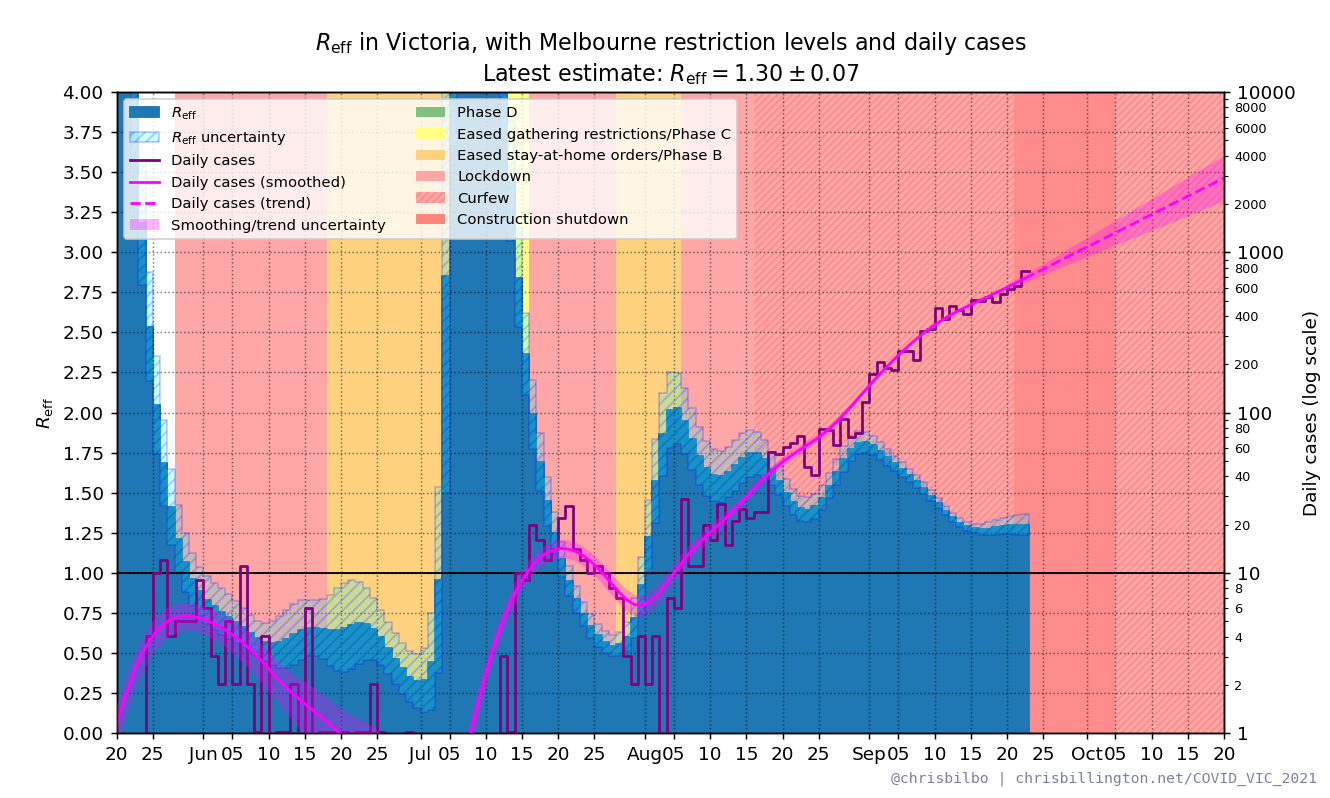 Reff in Victoria, with Melbourne restriction levels and daily cases
Latest estimate: Reff = 1.30 ± 0.07
Reff
Reff uncertainty
Daily cases
Daily cases (smoothed)
Daily cases (trend)
Smoothing/trend uncertainty
Phase D
Eased gathering restrictions/Phase C
Eased stay-at-home orders/Phase B
Lockdown
Curfew
Construction shutdown
Reff
4.00
3.75
3.50
3.25
3.00
2.75
2.50
2.25
2.00
1.75
1.50
1.25
1.00
0.75
0.50
0.25
0.00
10000
8000
6000
4000
2000
1000
800
600
400
200
100
80
60
40
20
10
8
6
4
2
1
Daily cases (log scale)
20 25 Jun 05 10 15 20 25 Jul 05 10 15 20 25 Aug 05 10 15 20 25 Sep 05 10 15 20 25 Oct 05 10 15 20
@chrisbilbo | chrisbillington.net/COVID_VIC_2021